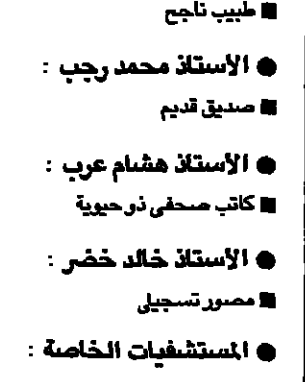 ■ طبيب ناجح
● الأستاذ محمد رجب :
■ صديق قديم
● الأستاذ هشام عرب :
■ كاتب صحفى ذو حيوية
● الأستاذ خالد خضر :
■ مصور تسجيلى
● المستشفيات الخاصة :